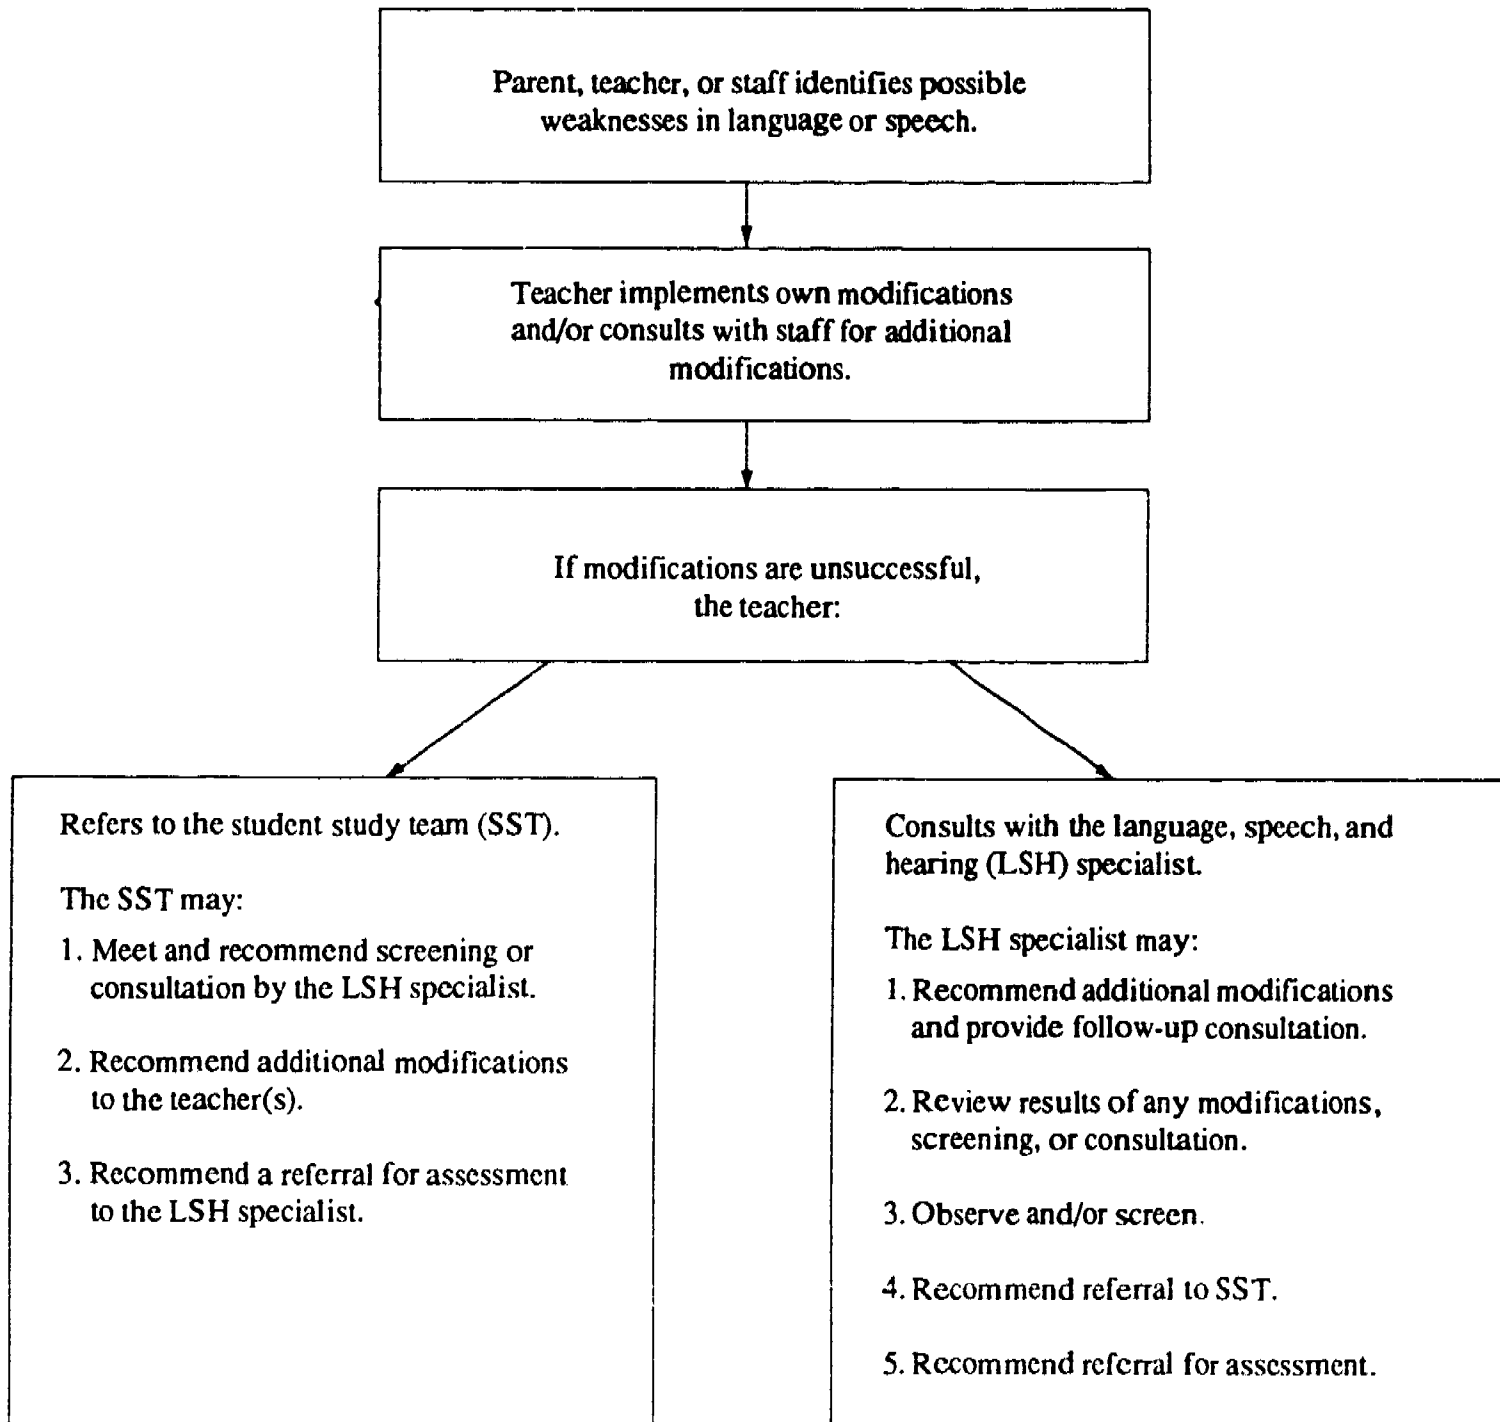 Parent, teacher, or staff identifies possible
weaknesses in language or speech.
Teacher implements own modifications
and/or consults with staff for additional
modifications.
If modifications are unsuccessful,
the teacher:
Refers to the student study team (SST).
The SST may:
1. Meet and recommend screening or
consultation by the LSH specialist.
2. Recommend additional modifications
to the teacher(s).
3. Recommend a referral for assessment
to the LSH specialist.
Consults with the language, speech, and
hearing (LSH) specialist.
The LSH specialist may:
1. Recommend additional modifications
and provide follow-up consultation.
2. Review results of any modifications,
screening, or consultation.
3. Observe and/or screen.
4. Recommend referral to SST.
5. Recommend referral for assessment.